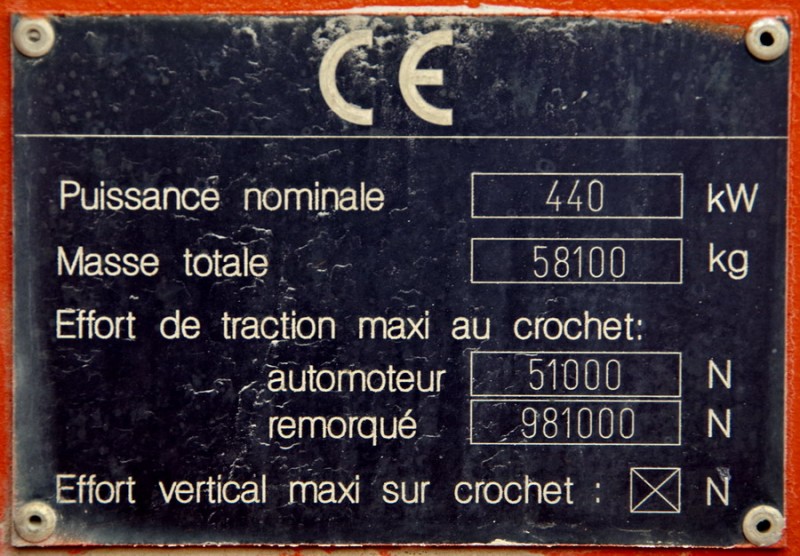 CE
Puissance nominale 440 kW
Masse totale 58100 kg
Effort de traction maxi au crochet:
automoteur 51000 N
remorqué 981000 N
Effort vertical maxi sur crochet : N